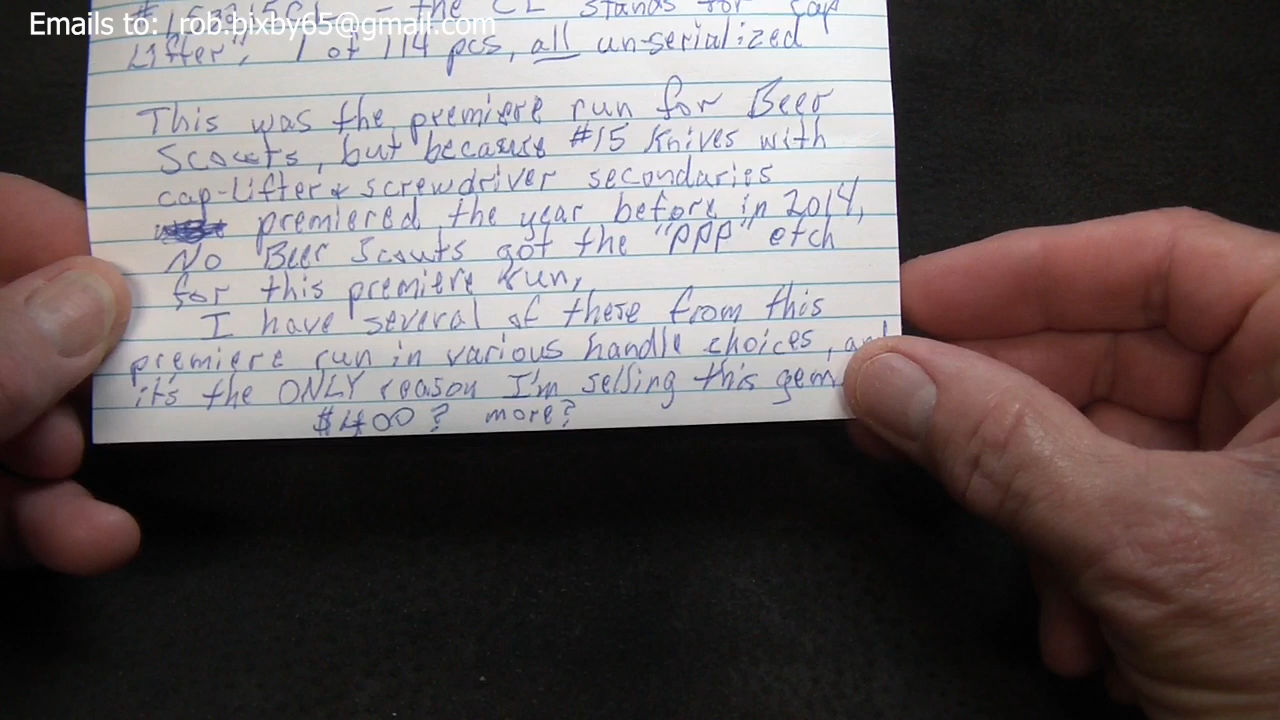 Emails to: rob.bixby65@gmail.com
- the CL stands for "cap
Lifter", 1 of 114 pcs, all un-serialized
This was the premiere run for Beer
Scouts, but because #15 Knives with
cap-lifter & screwdriver secondaries
premiered the year before in 2014,
No Beer Scouts got the "PPP" etch
for this premiere run,
I have several of these from this
premiere run in various handle choices, and
it's the ONLY reason I'm selling this gem
$400? more?